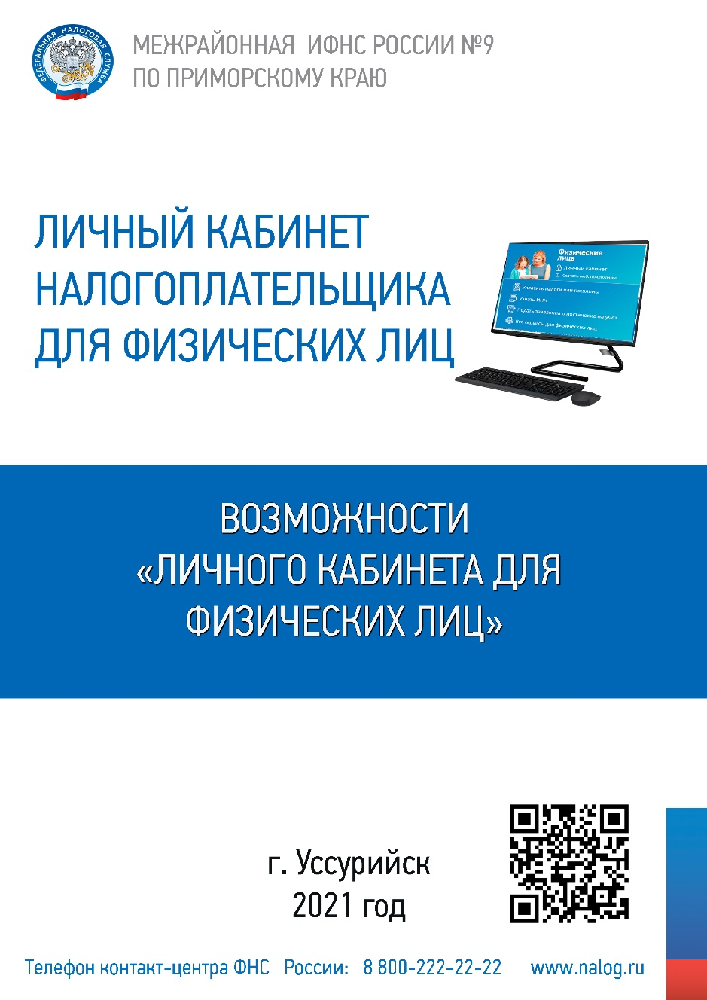 ФЕДЕРАЛЬНАЯ НАЛОГОВАЯ СЛУЖБА
МЕЖРАЙОННАЯ ИФНС РОССИИ №9
ПО ПРИМОРСКОМУ КРАЮ
ЛИЧНЫЙ КАБИНЕТ
НАЛОГОПЛАТЕЛЬЩИКА
ДЛЯ ФИЗИЧЕСКИХ ЛИЦ
Физические
лица
Личный кабинет
Скачать моб. приложение
Уплатить налоги или пошлины
Узнать ИНН
Подать заявление о постановке на учет
Все сервисы для физических лиц
ВОЗМОЖНОСТИ
«ЛИЧНОГО КАБИНЕТА ДЛЯ
ФИЗИЧЕСКИХ ЛИЦ»
г. Уссурийск
2021 год
Телефон контакт-центра ФНС России: 8 800-222-22-22 www.nalog.ru